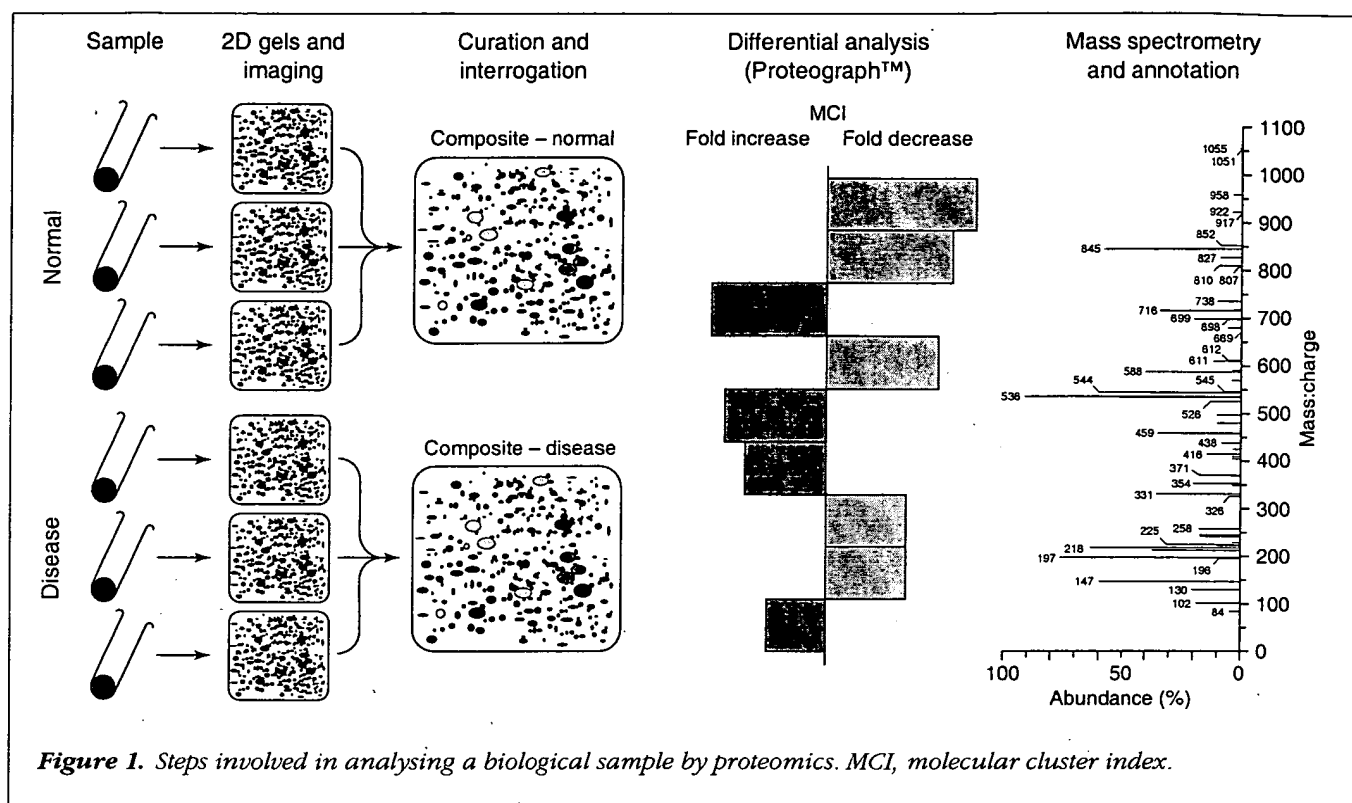 Sample
2D gels and
imaging
Curation and
interrogation
Differential analysis
(Proteograph™)
Mass spectrometry
and annotation
Normal
Disease
Composite – normal
Composite – disease
MCI
Fold increase
Fold decrease
1055
1051
958
922
917
852
845
827
810 807
738
716
699
698
669
612
611
588
544
545
536
526
459
438
416
371
354
331
326
258
225
218
197
196
147
130
102
84
1100
1000
900
800
700
600
500
400
300
200
100
0
Mass:charge
100 50 0
Abundance (%)
Figure 1. Steps involved in analysing a biological sample by proteomics. MCI, molecular cluster index.